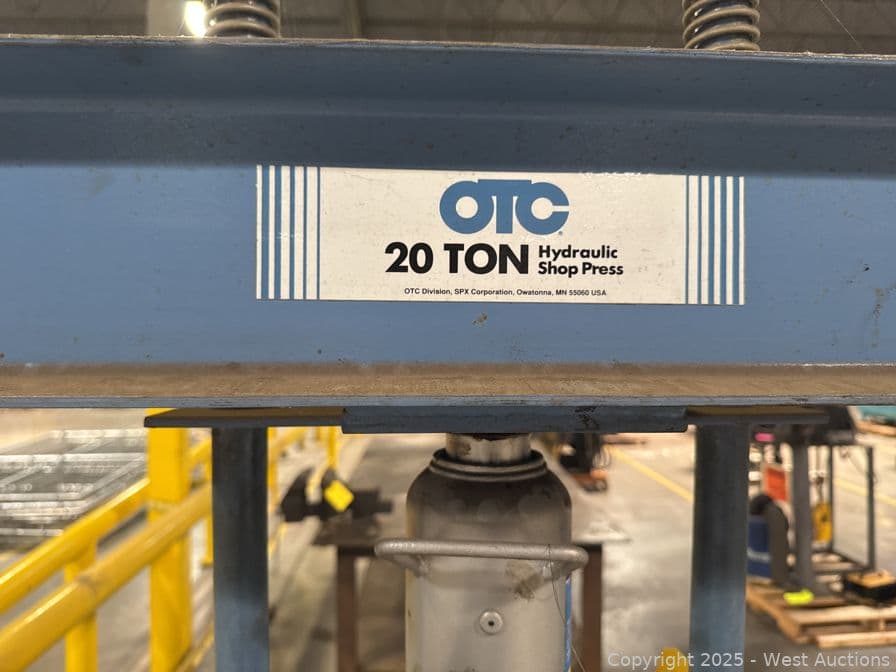 OTC
20 TON Hydraulic
Shop Press
OTC Division, SPX Corporation, Owatonna, MN 55060 USA
Copyright 2025 - West Auctions